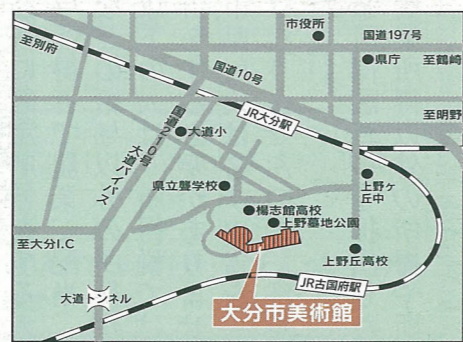 市役所
国道197号
至別府
県庁
至鶴崎
国道10号
JR大分駅
至明野
国道210号
大道バイパス
大道小
県立聾学校
上野ヶ
丘中
楊志館高校
上野墓地公園
至大分I.C
上野丘高校
JR古国府駅
大道トンネル
大分市美術館